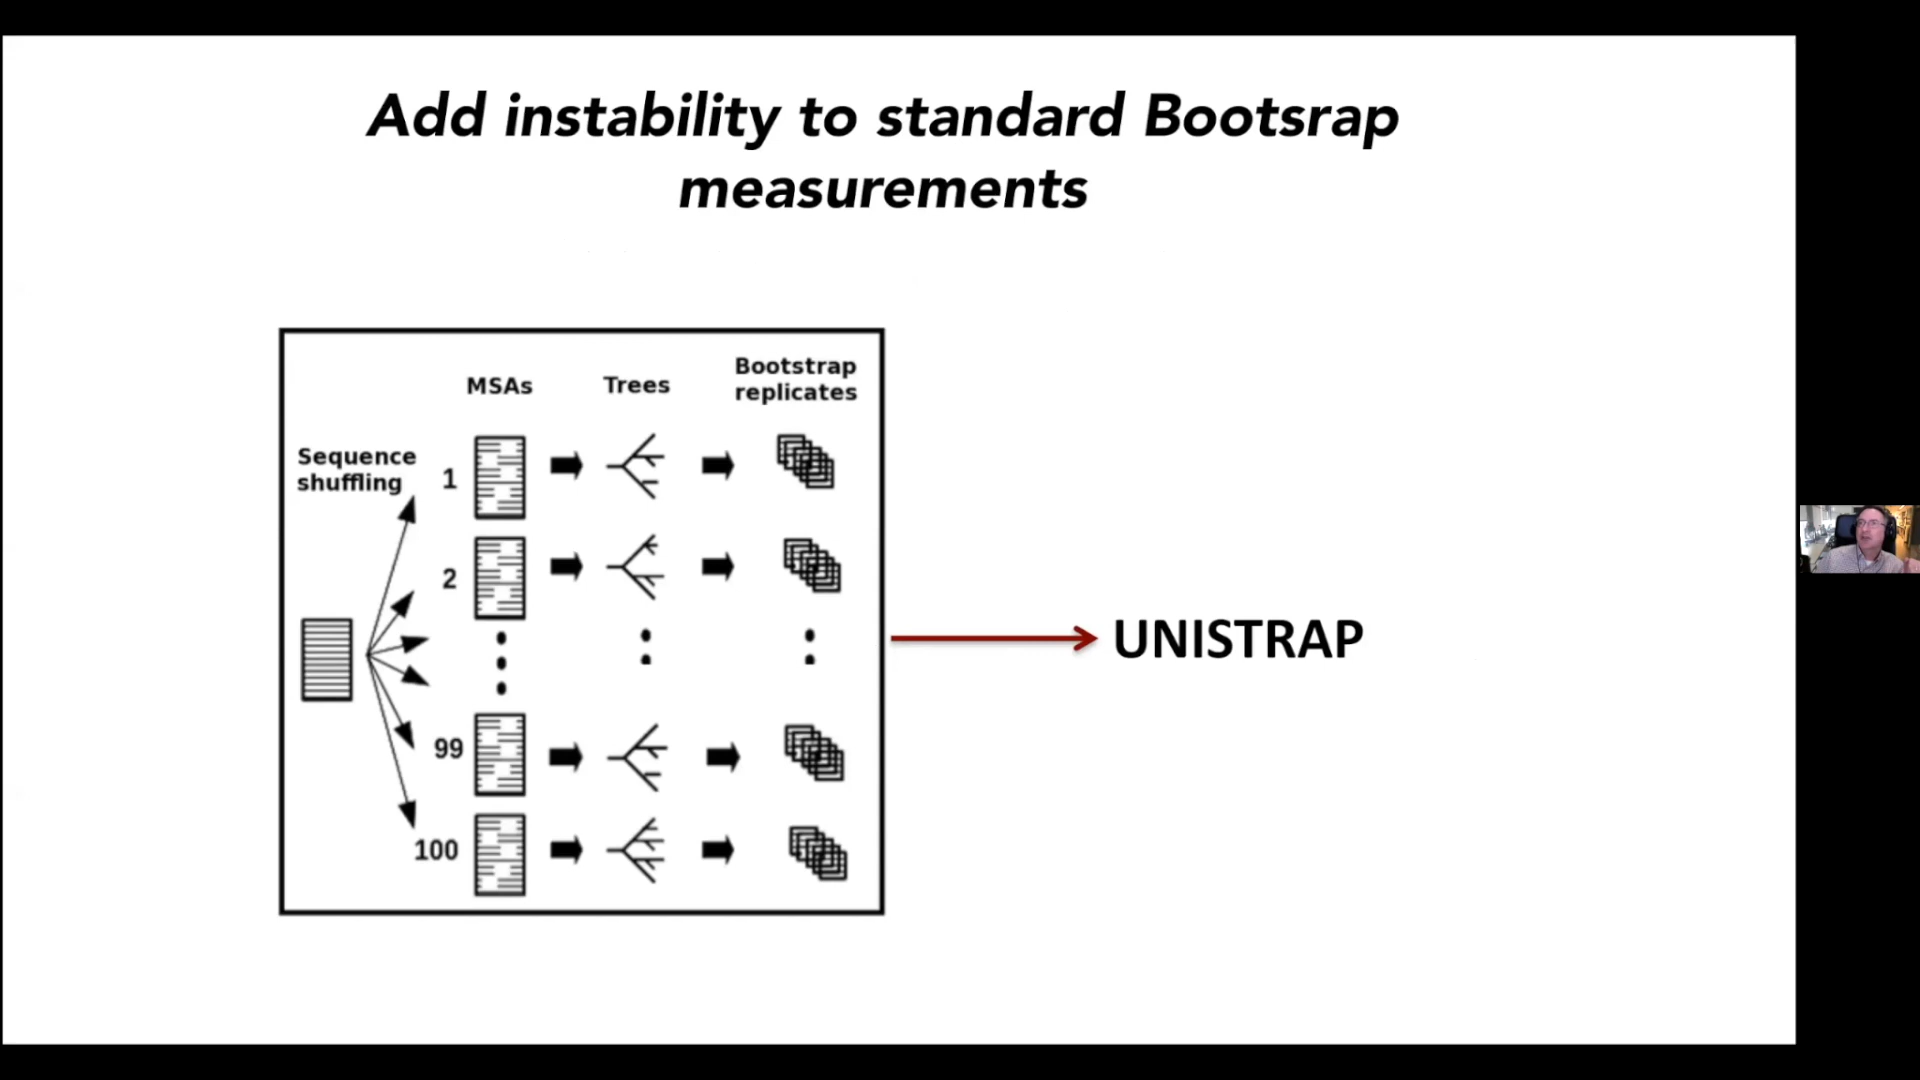 Add instability to standard Bootsrap
measurements
MSAs
Trees
Bootstrap
replicates
Sequence
shuffling
1
2
99
100
UNISTRAP